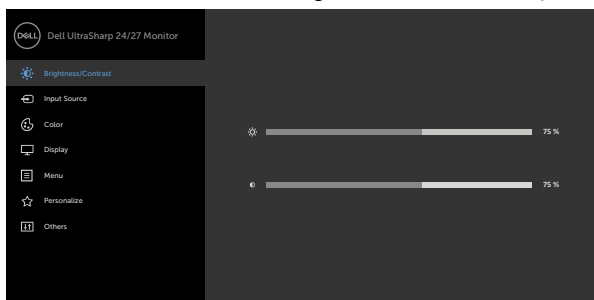 DELL
Dell UltraSharp 24/27 Monitor
Brightness/Contrast
Input Source
Color
75 %
Display
Menu
75 %
Personalize
Others